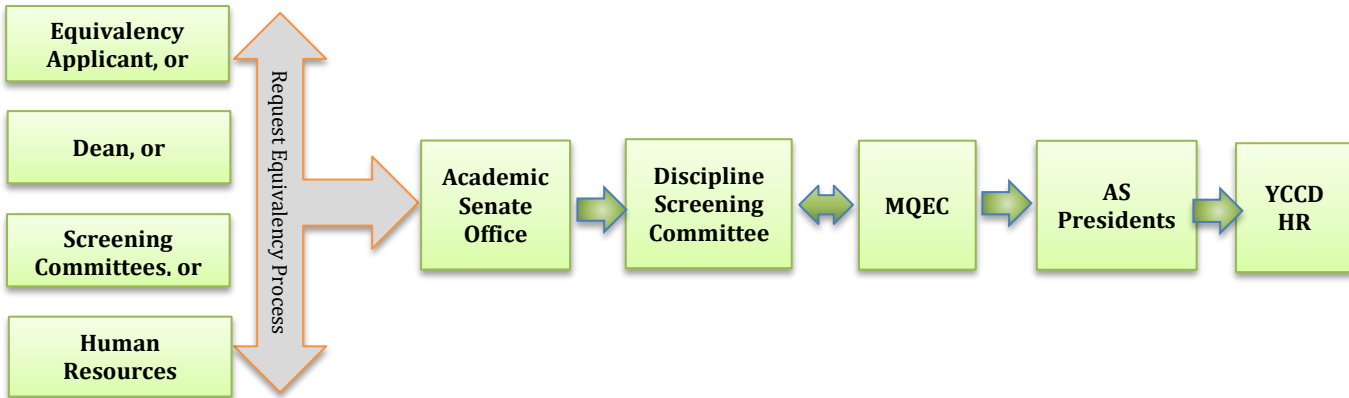 Equivalency
Applicant, or
Dean, or
Screening
Committees, or
Human
Resources
Request Equivalency Process
Academic
Senate
Office
Discipline
Screening
Committee
MQEC
AS
Presidents
YCCD
HR